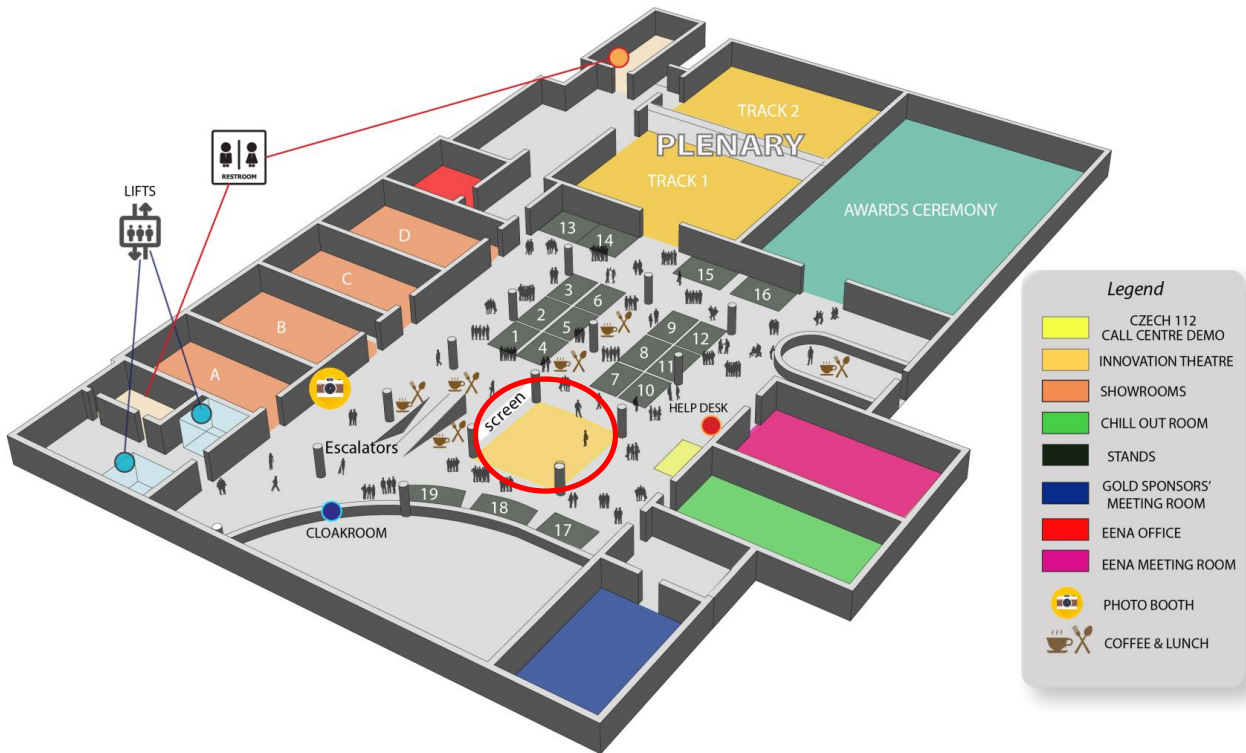 TRACK 2
PLENARY
TRACK 1
AWARDS CEREMONY
RESTROOM
LIFTS
D
C
B
A
13
14
15
16
3
6
2
5
1
4
9
12
8
11
7
10
screen
HELP DESK
Escalators
19
18
17
CLOAKROOM
Legend
CZECH 112
CALL CENTRE DEMO
INNOVATION THEATRE
SHOWROOMS
CHILL OUT ROOM
STANDS
GOLD SPONSORS'
MEETING ROOM
EENA OFFICE
EENA MEETING ROOM
PHOTO BOOTH
COFFEE & LUNCH